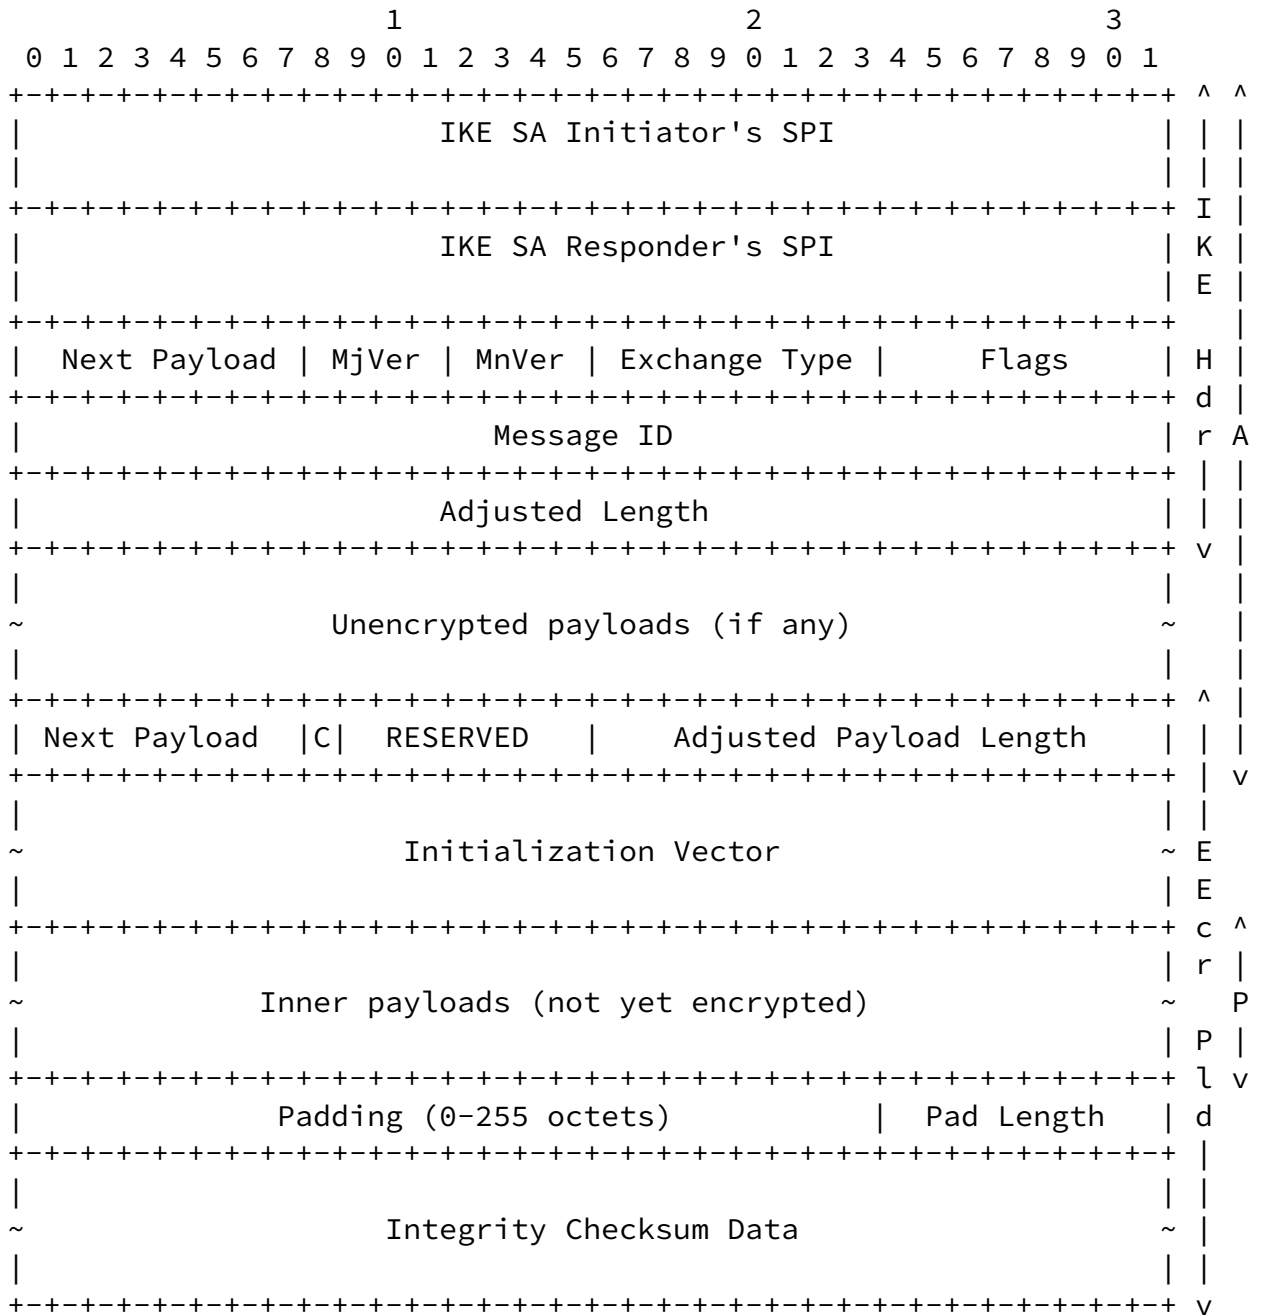 1                   2                   3
 0 1 2 3 4 5 6 7 8 9 0 1 2 3 4 5 6 7 8 9 0 1 2 3 4 5 6 7 8 9 0 1
+-+-+-+-+-+-+-+-+-+-+-+-+-+-+-+-+-+-+-+-+-+-+-+-+-+-+-+-+-+-+-+-+ ^ ^
|                       IKE SA Initiator's SPI                  | | |
|                                                               | | |
+-+-+-+-+-+-+-+-+-+-+-+-+-+-+-+-+-+-+-+-+-+-+-+-+-+-+-+-+-+-+-+-+ I |
|                       IKE SA Responder's SPI                  | K |
|                                                               | E |
+-+-+-+-+-+-+-+-+-+-+-+-+-+-+-+-+-+-+-+-+-+-+-+-+-+-+-+-+-+-+-+-+   |
|  Next Payload | MjVer | MnVer | Exchange Type |     Flags     | H |
+-+-+-+-+-+-+-+-+-+-+-+-+-+-+-+-+-+-+-+-+-+-+-+-+-+-+-+-+-+-+-+-+ d |
|                          Message ID                           | r A
+-+-+-+-+-+-+-+-+-+-+-+-+-+-+-+-+-+-+-+-+-+-+-+-+-+-+-+-+-+-+-+-+ | |
|                       Adjusted Length                         | | |
+-+-+-+-+-+-+-+-+-+-+-+-+-+-+-+-+-+-+-+-+-+-+-+-+-+-+-+-+-+-+-+-+ v |
|                                                               |   |
~                 Unencrypted payloads (if any)                 ~   |
|                                                               |   |
+-+-+-+-+-+-+-+-+-+-+-+-+-+-+-+-+-+-+-+-+-+-+-+-+-+-+-+-+-+-+-+-+ ^ |
| Next Payload  |C|  RESERVED   |    Adjusted Payload Length    | | |
+-+-+-+-+-+-+-+-+-+-+-+-+-+-+-+-+-+-+-+-+-+-+-+-+-+-+-+-+-+-+-+-+ | v
|                                                               | |
~                     Initialization Vector                     ~ E
|                                                               | E
+-+-+-+-+-+-+-+-+-+-+-+-+-+-+-+-+-+-+-+-+-+-+-+-+-+-+-+-+-+-+-+-+ c ^
|                                                               | r |
~             Inner payloads (not yet encrypted)                ~   P
|                                                               | P |
+-+-+-+-+-+-+-+-+-+-+-+-+-+-+-+-+-+-+-+-+-+-+-+-+-+-+-+-+-+-+-+-+ l v
|              Padding (0-255 octets)           |  Pad Length   | d
+-+-+-+-+-+-+-+-+-+-+-+-+-+-+-+-+-+-+-+-+-+-+-+-+-+-+-+-+-+-+-+-+ |
|                                                               | |
~                    Integrity Checksum Data                    ~ |
|                                                               | |
+-+-+-+-+-+-+-+-+-+-+-+-+-+-+-+-+-+-+-+-+-+-+-+-+-+-+-+-+-+-+-+-+ v